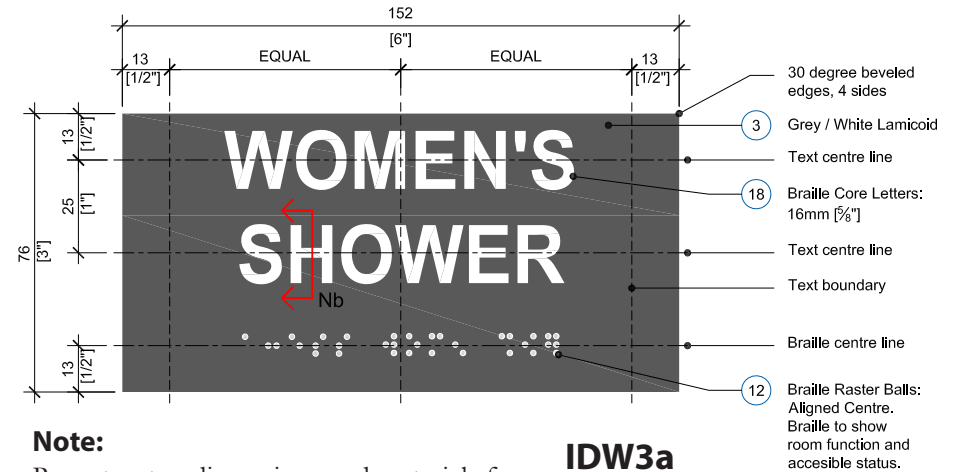 152
[6"]
13
[1/2"]
EQUAL
EQUAL
13
[1/2"]
30 degree beveled
edges, 4 sides
3
Grey / White Lamicoid
13
[1/2"]
WOMEN'S
Text centre line
18
Braille Core Letters:
16mm [⅝"]
25
[1"]
76
[3"]
SHOWER
Text centre line
Nb
Text boundary
Braille centre line
13
[1/2"]
12
Braille Raster Balls:
Aligned Centre.
Braille to show
room function and
accesible status.
Note:
IDW3a